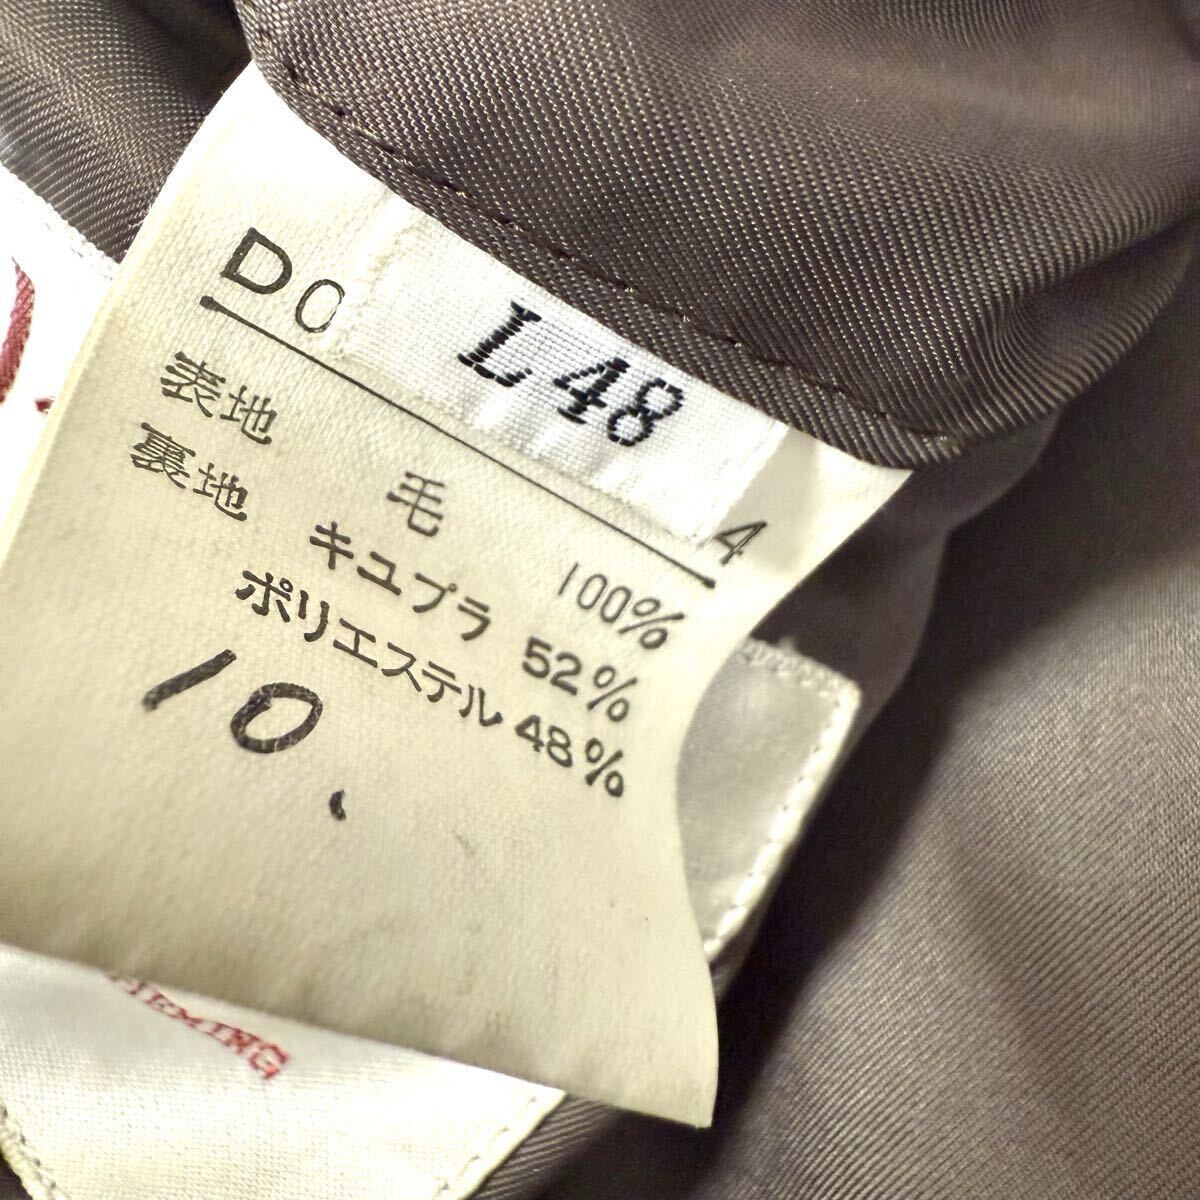 L48
D0 4
表地 毛 100%
裏地 キュプラ 52%
ポリエステル 48%
10.